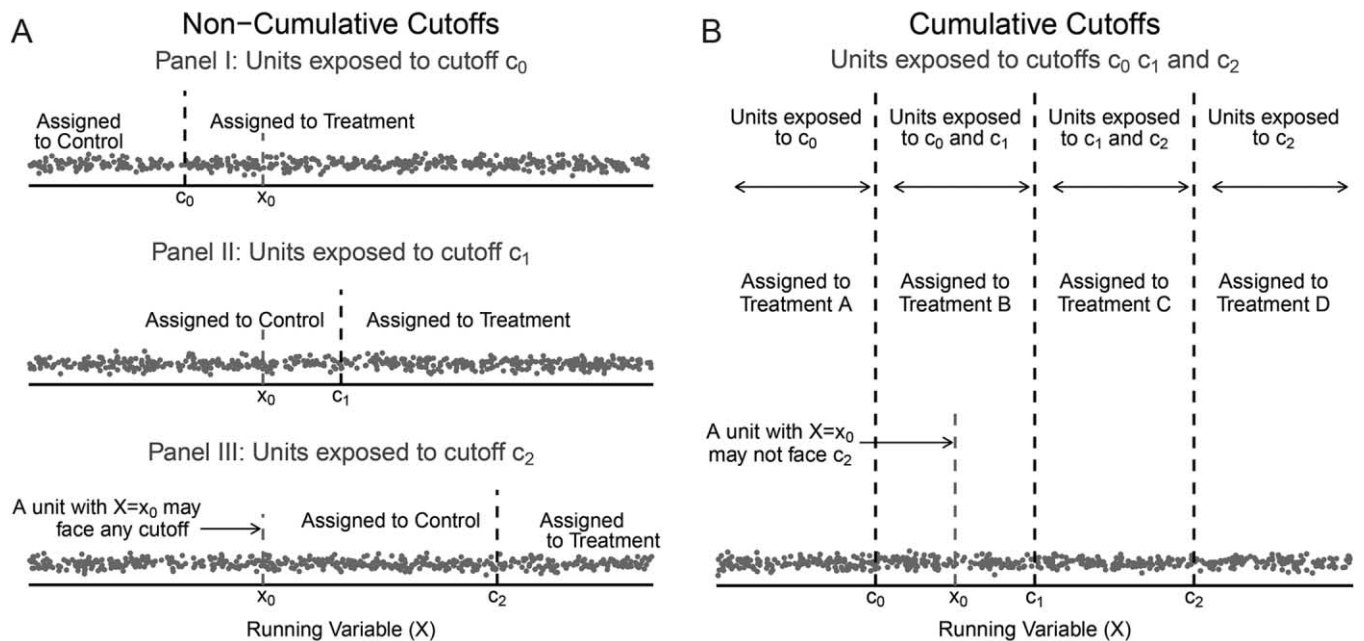 A
Non−Cumulative Cutoffs
Panel I: Units exposed to cutoff c₀
Assigned
to Control
Assigned to Treatment
c₀
x₀
Panel II: Units exposed to cutoff c₁
Assigned to Control
Assigned to Treatment
x₀
c₁
Panel III: Units exposed to cutoff c₂
A unit with X=x₀ may
face any cutoff
Assigned to Control
Assigned
to Treatment
x₀
c₂
Running Variable (X)
B
Cumulative Cutoffs
Units exposed to cutoffs c₀ c₁ and c₂
Units exposed
to c₀
Units exposed
to c₀ and c₁
Units exposed
to c₁ and c₂
Units exposed
to c₂
Assigned to
Treatment A
Assigned to
Treatment B
Assigned to
Treatment C
Assigned to
Treatment D
A unit with X=x₀
may not face c₂
c₀
x₀
c₁
c₂
Running Variable (X)